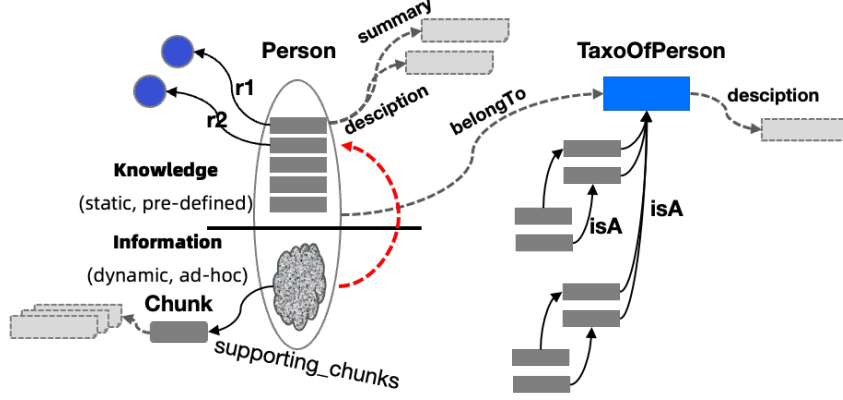 summary
Person
TaxoOfPerson
r1
desciption
belongTo
desciption
r2
Knowledge
(static, pre-defined)
isA
isA
Information
(dynamic, ad-hoc)
Chunk
supporting_chunks